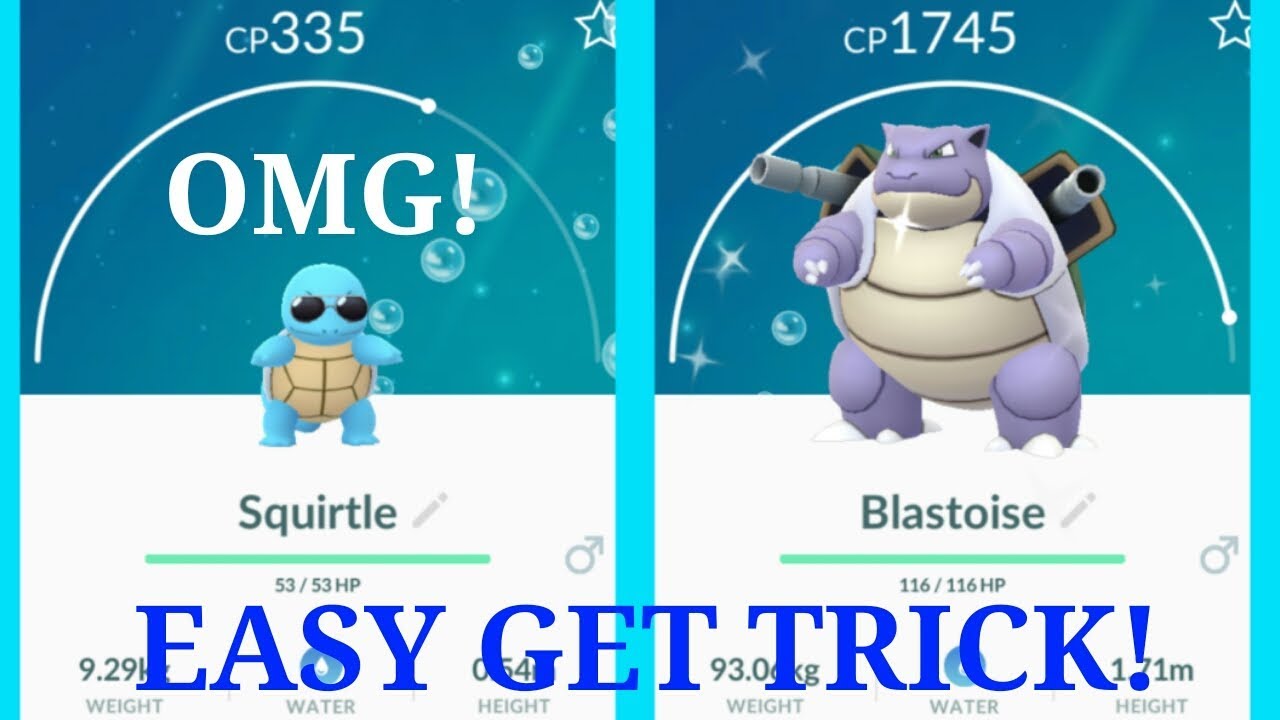 CP335
OMG!
Squirtle
53 / 53 HP
9.29kg
WEIGHT
WATER
0.54m
HEIGHT
CP1745
Blastoise
116 / 116 HP
93.06kg
WEIGHT
WATER
1.71m
HEIGHT
EASY GET TRICK!